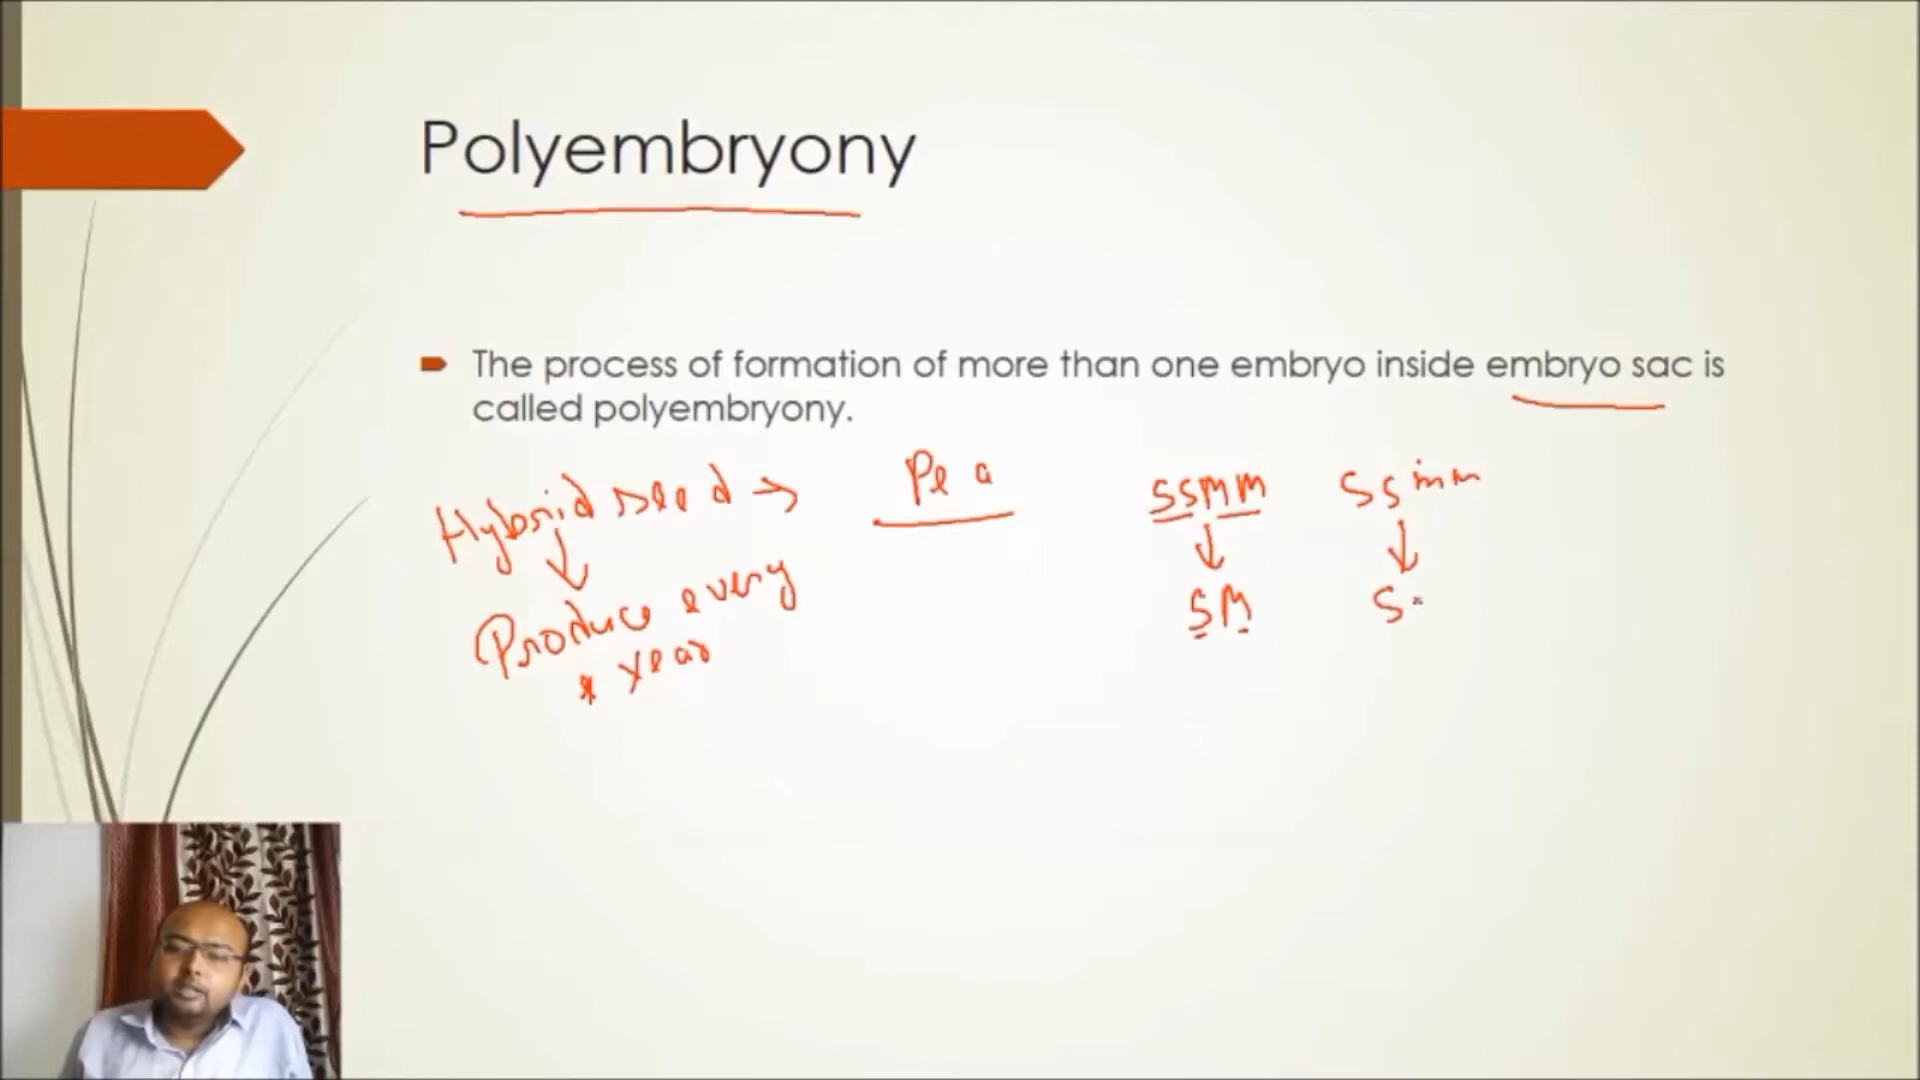 Polyembryony
The process of formation of more than one embryo inside embryo sac is
called polyembryony.
Hybrid seed → Pea SSMM SSmm
↓ ↓ ↓
Produce every SM S
year